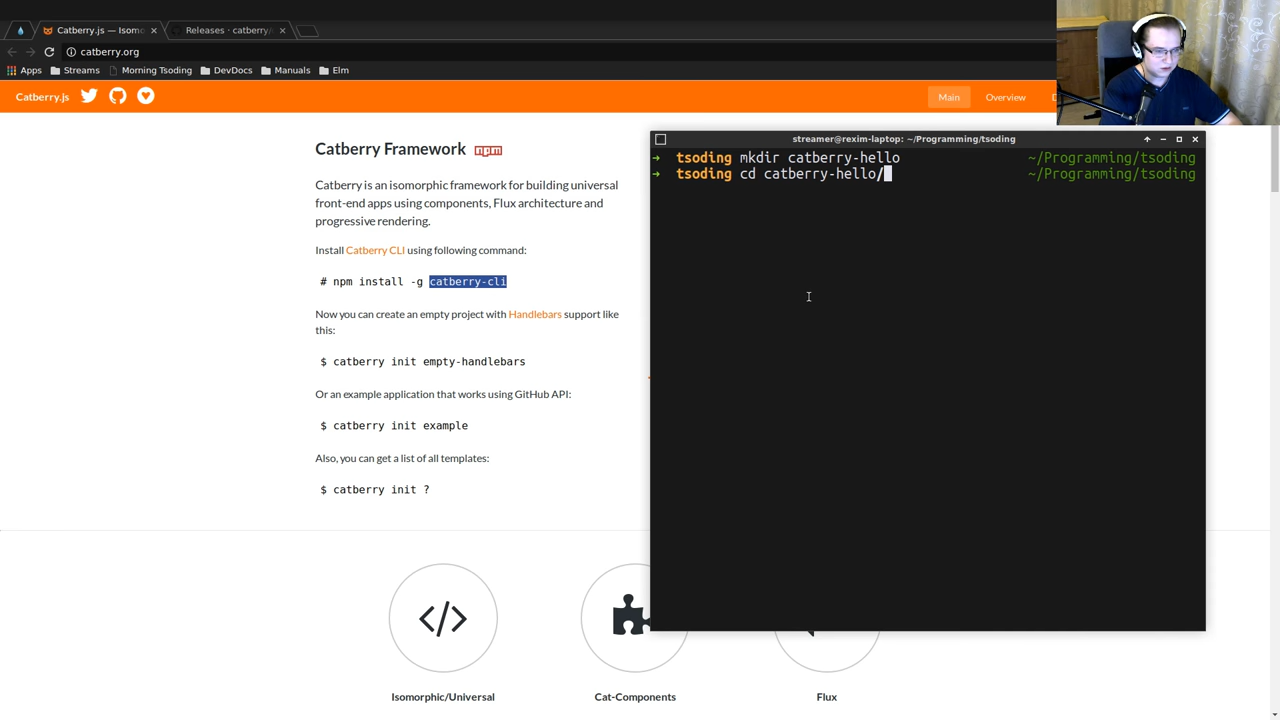 Catberry.js — Isomo
Releases · catberry/
catberry.org
Apps
Streams
Morning Tsoding
DevDocs
Manuals
Elm
Catberry.js
Main
Overview
Catberry Framework
Catberry is an isomorphic framework for building universal
front-end apps using components, Flux architecture and
progressive rendering.
Install Catberry CLI using following command:
# npm install -g catberry-cli
Now you can create an empty project with Handlebars support like
this:
$ catberry init empty-handlebars
Or an example application that works using GitHub API:
$ catberry init example
Also, you can get a list of all templates:
$ catberry init ?
Isomorphic/Universal
Cat-Components
Flux
streamer@rexim-laptop: ~/Programming/tsoding
➜ tsoding mkdir catberry-hello ~/Programming/tsoding
➜ tsoding cd catberry-hello/ ~/Programming/tsoding